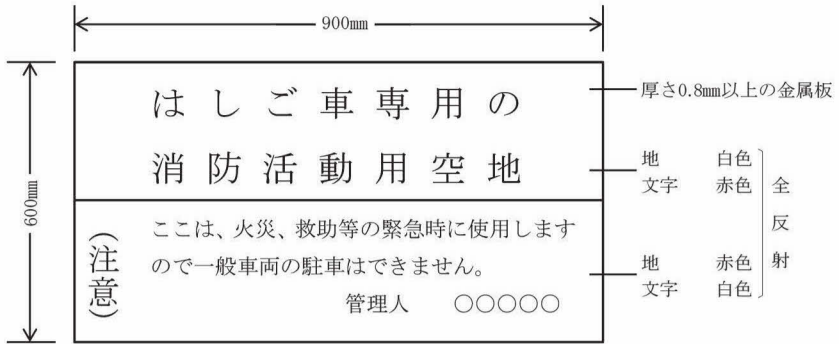 900mm
600mm
はしご車専用の
消防活動用空地
(注意)
ここは、火災、救助等の緊急時に使用します
ので一般車両の駐車はできません。
管理人 ○○○○○
厚さ0.8mm以上の金属板
地 白色
文字 赤色
地 赤色
文字 白色
全反射